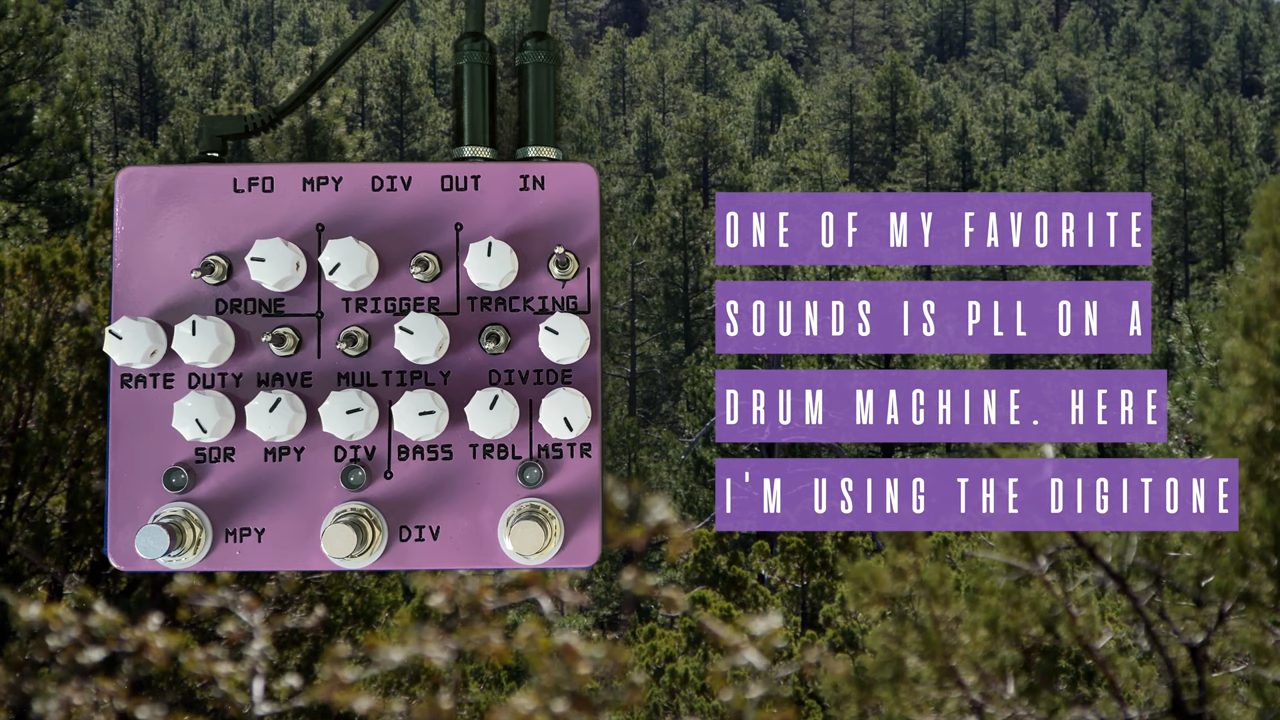 LFO MPY DIV OUT IN
DRONE TRIGGER TRACKING
RATE DUTY WAVE MULTIPLY DIVIDE
SQR MPY DIV BASS TRBL MSTR
MPY DIV
ONE OF MY FAVORITE
SOUNDS IS PLL ON A
DRUM MACHINE. HERE
I'M USING THE DIGITONE